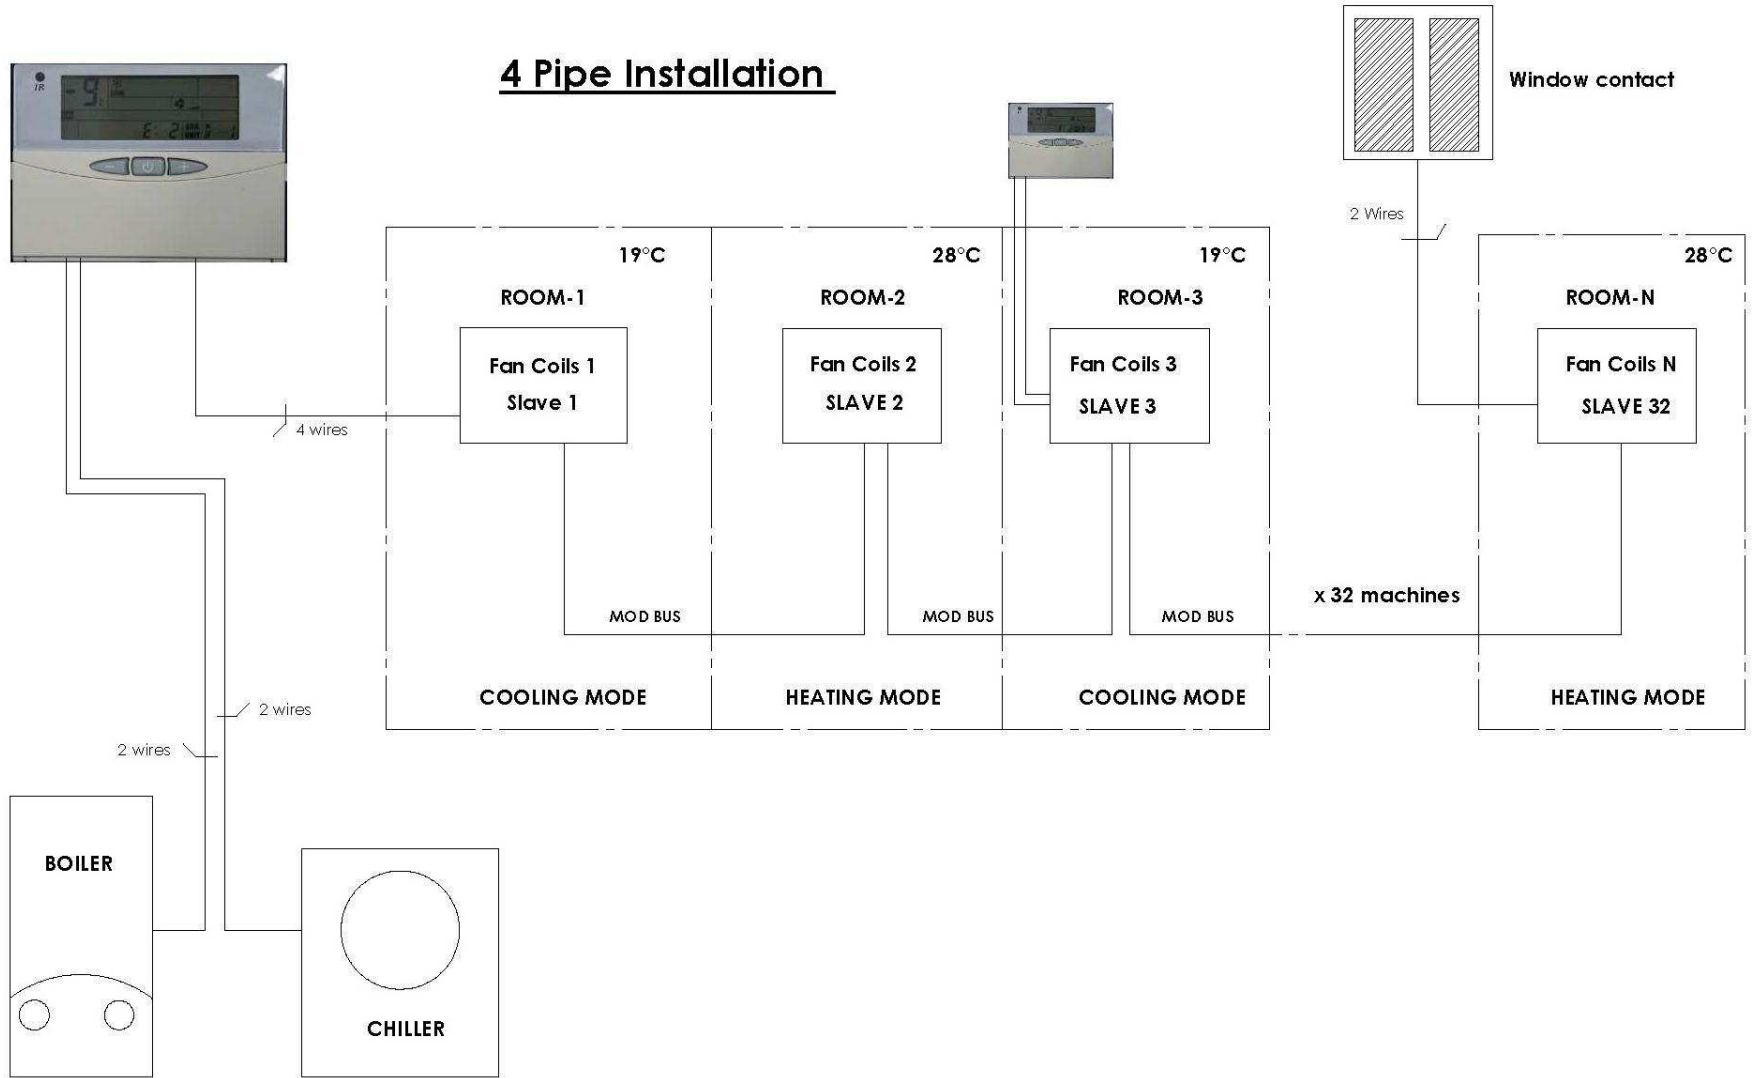 4 Pipe Installation
Window contact
IR
2 Wires
19°C
28°C
19°C
28°C
ROOM-1
ROOM-2
ROOM-3
ROOM-N
Fan Coils 1
Slave 1
Fan Coils 2
SLAVE 2
Fan Coils 3
SLAVE 3
Fan Coils N
SLAVE 32
4 wires
x 32 machines
MOD BUS
MOD BUS
MOD BUS
COOLING MODE
HEATING MODE
COOLING MODE
HEATING MODE
2 wires
2 wires
BOILER
CHILLER